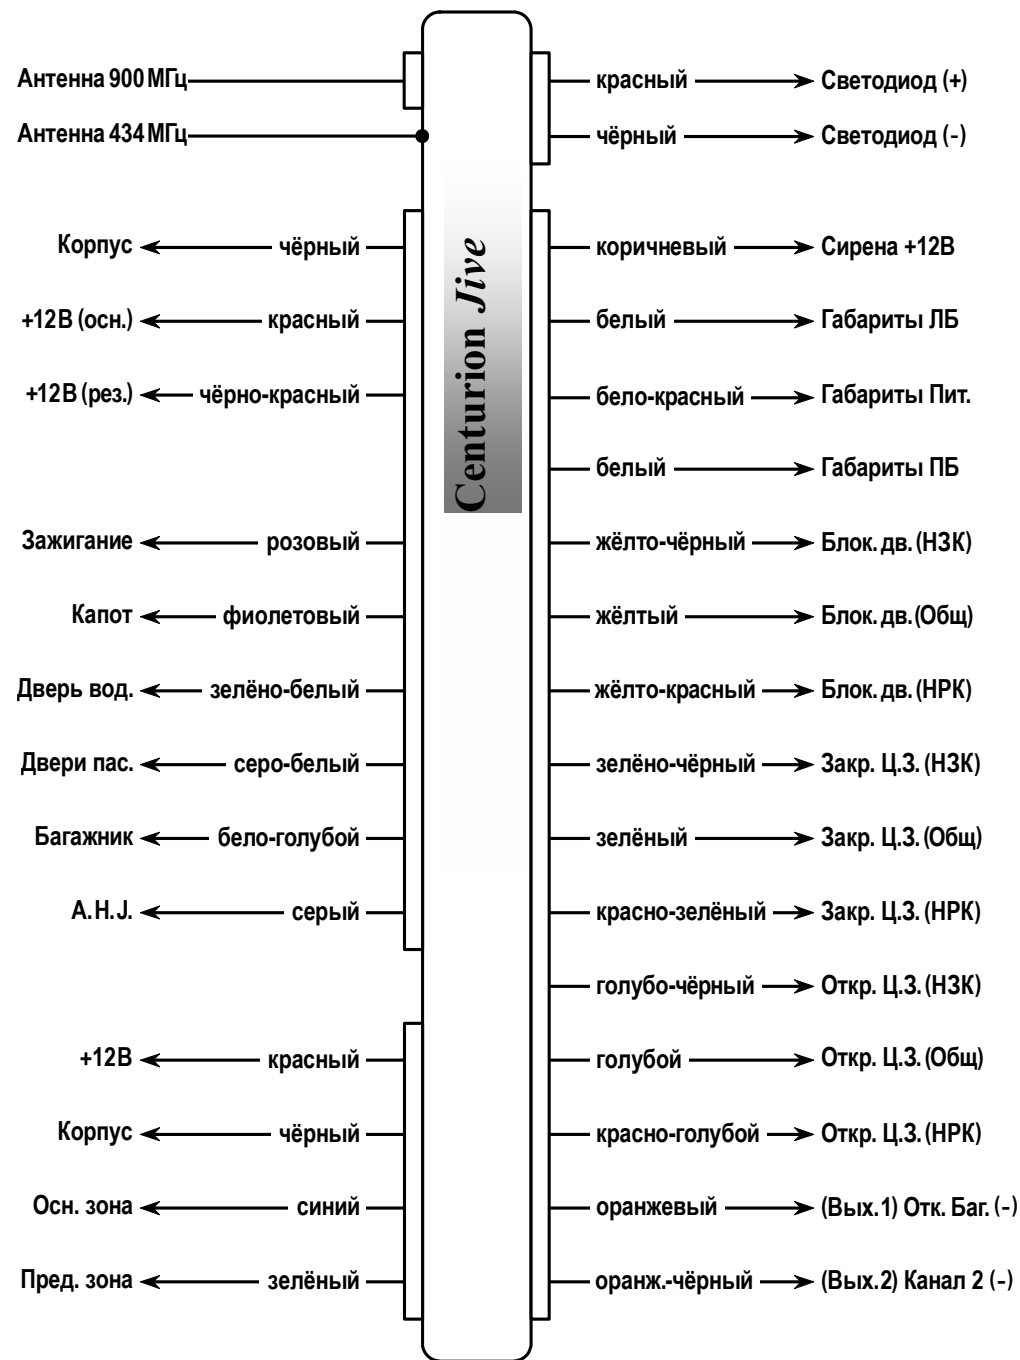 Антенна 900 МГц
красный
Светодиод (+)
Антенна 434 МГц
чёрный
Светодиод (-)
Centurion Jive
Корпус
чёрный
коричневый
Сирена +12В
+12В (осн.)
красный
белый
Габариты ЛБ
+12В (рез.)
чёрно-красный
бело-красный
Габариты Пит.
белый
Габариты ПБ
Зажигание
розовый
жёлто-чёрный
Блок. дв. (НЗК)
Капот
фиолетовый
жёлтый
Блок. дв. (Общ)
Дверь вод.
зелёно-белый
жёлто-красный
Блок. дв. (НРК)
Двери пас.
серо-белый
зелёно-чёрный
Закр. Ц.З. (НЗК)
Багажник
бело-голубой
зелёный
Закр. Ц.З. (Общ)
A.H.J.
серый
красно-зелёный
Закр. Ц.З. (НРК)
голубо-чёрный
Откр. Ц.З. (НЗК)
+12В
красный
голубой
Откр. Ц.З. (Общ)
Корпус
чёрный
красно-голубой
Откр. Ц.З. (НРК)
Осн. зона
синий
оранжевый
(Вых.1) Отк. Баг. (-)
Пред. зона
зелёный
оранж.-чёрный
(Вых.2) Канал 2 (-)